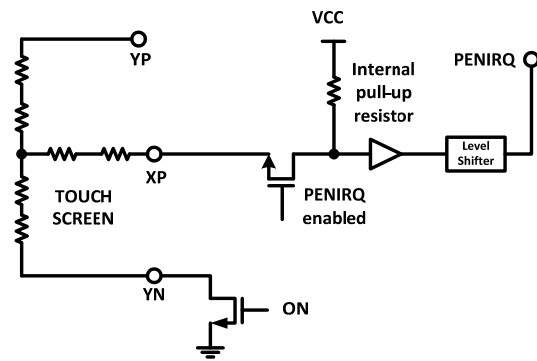 VCC
YP
Internal
pull-up
resistor
PENIRQ
Level
Shifter
XP
TOUCH
SCREEN
PENIRQ
enabled
YN
ON